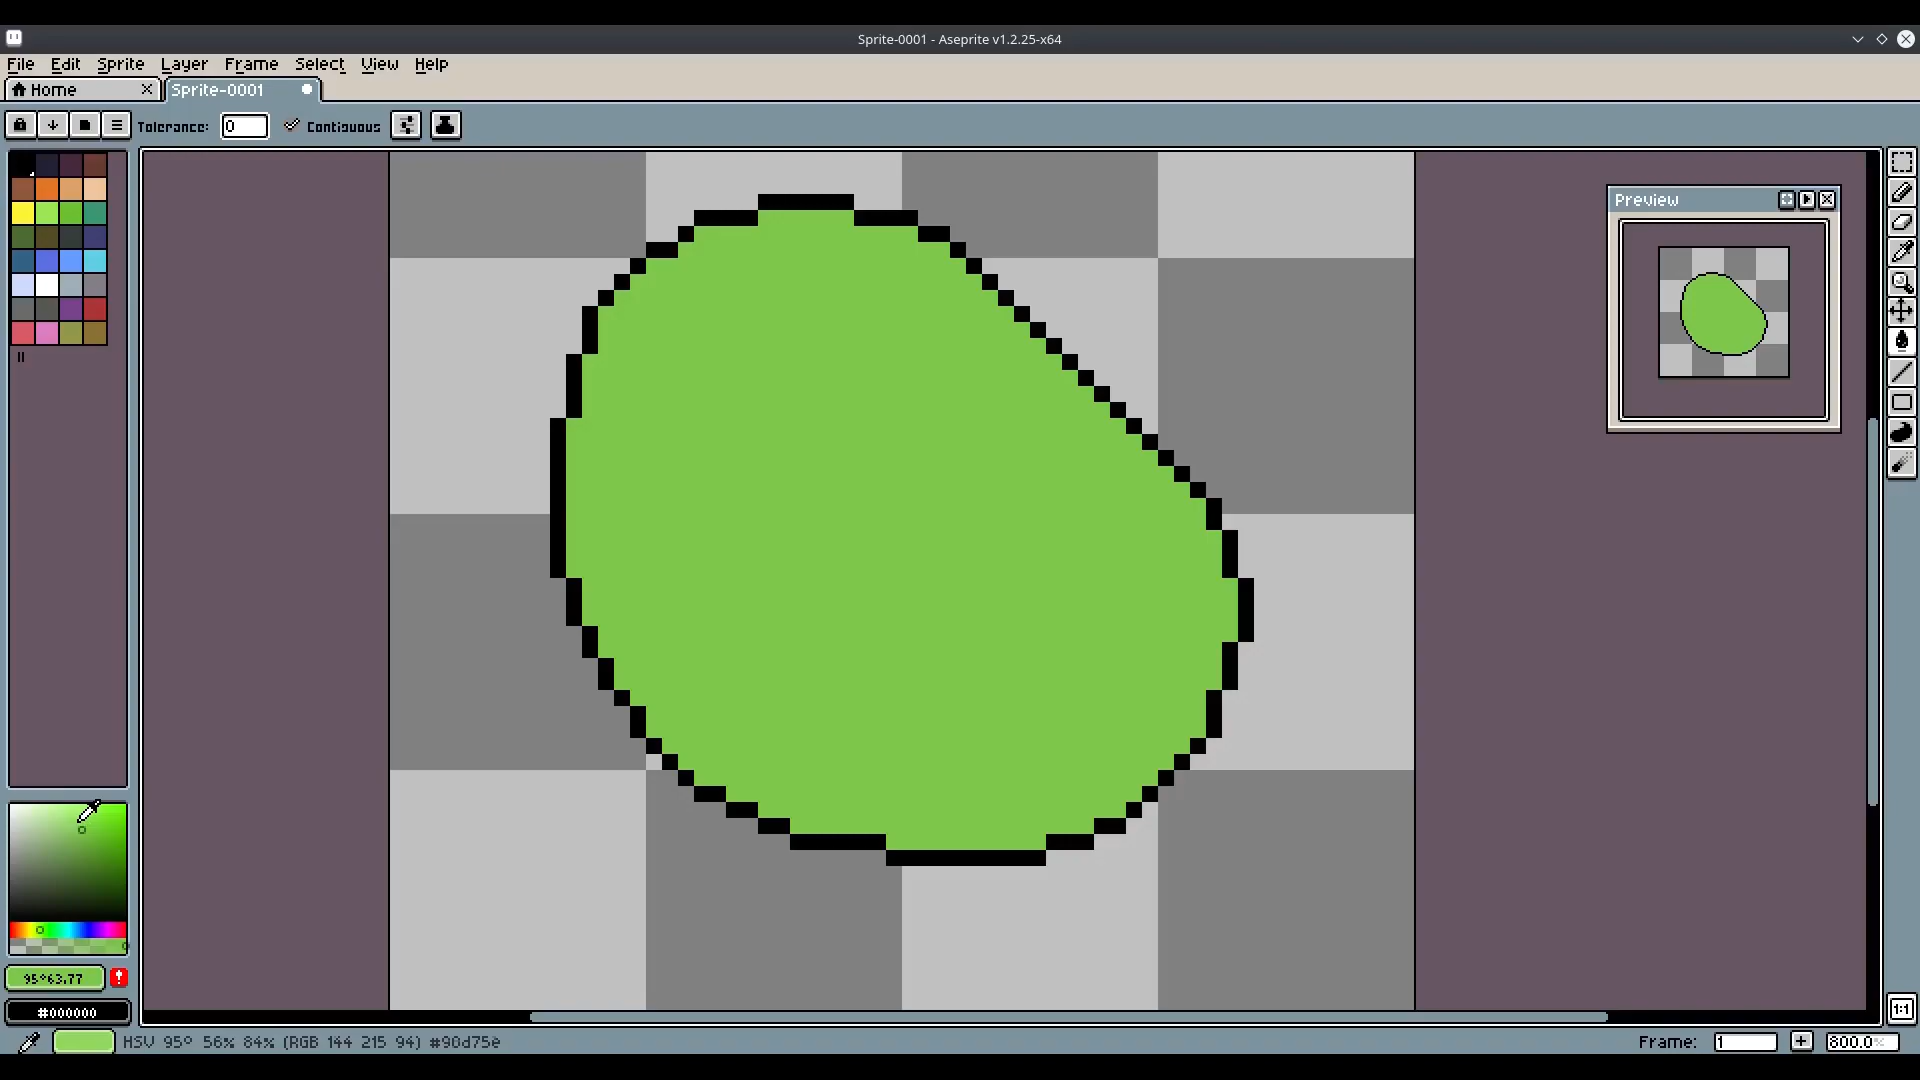 Sprite-0001 - Aseprite v1.2.25-x64
File Edit Sprite Layer Frame Select View Help
Home Sprite-0001
Tolerance: 0 Contiguous
Preview
95°63.77
#000000
1:1
HSV 95° 56% 84% (RGB 144 215 94) #90d75e
Frame: 1 800.0%